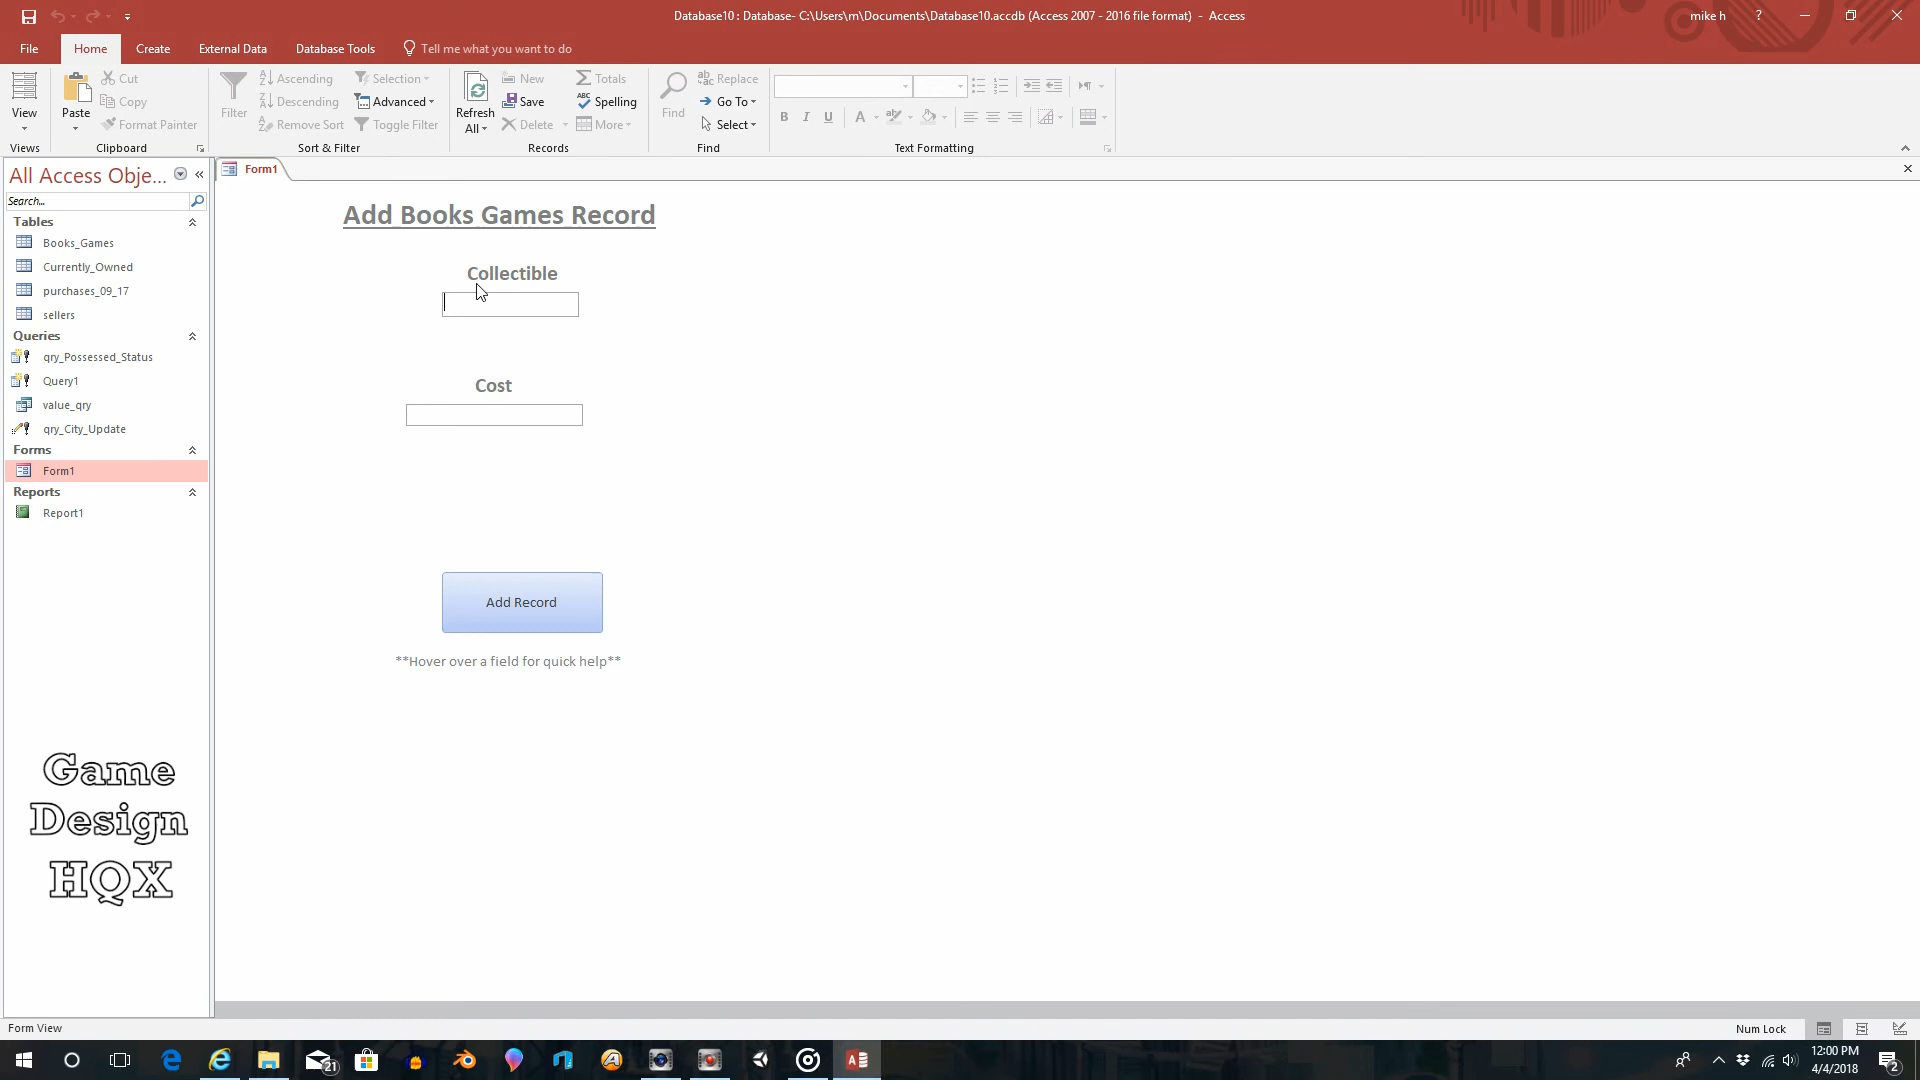 Database10 : Database- C:\Users\m\Documents\Database10.accdb (Access 2007 - 2016 file format) - Access
mike h
?
File
Home
Create
External Data
Database Tools
Tell me what you want to do
View
Views
Paste
Cut
Copy
Format Painter
Clipboard
Filter
Ascending
Descending
Remove Sort
Selection
Advanced
Toggle Filter
Sort & Filter
Refresh
All
New
Save
Delete
Totals
Spelling
More
Records
Find
Replace
Go To
Select
Find
B I U
A
Text Formatting
All Access Obje...
Search...
Tables
Books_Games
Currently_Owned
purchases_09_17
sellers
Queries
qry_Possessed_Status
Query1
value_qry
qry_City_Update
Forms
Form1
Reports
Report1
Form1
Add Books Games Record
Collectible
Cost
Add Record
**Hover over a field for quick help**
Game
Design
HQX
Form View
Num Lock
21
12:00 PM
4/4/2018
2